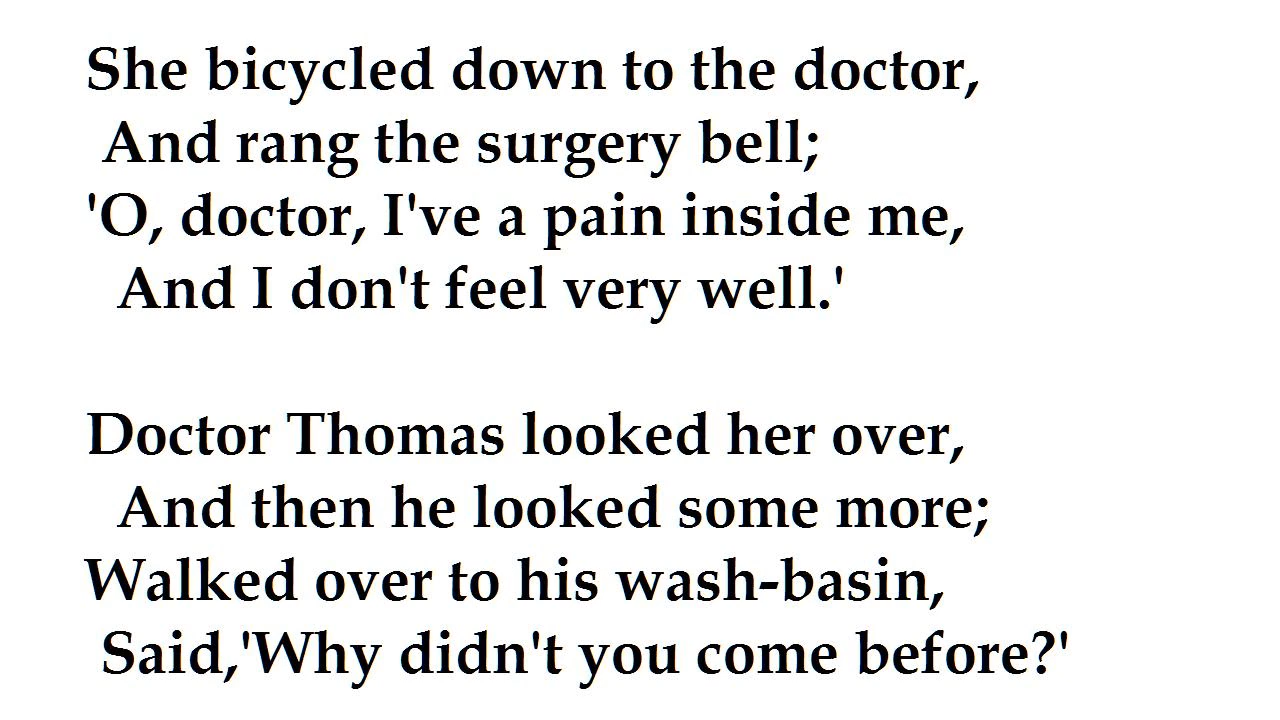 She bicycled down to the doctor,
And rang the surgery bell;
'O, doctor, I've a pain inside me,
And I don't feel very well.'
Doctor Thomas looked her over,
And then he looked some more;
Walked over to his wash-basin,
Said,'Why didn't you come before?'